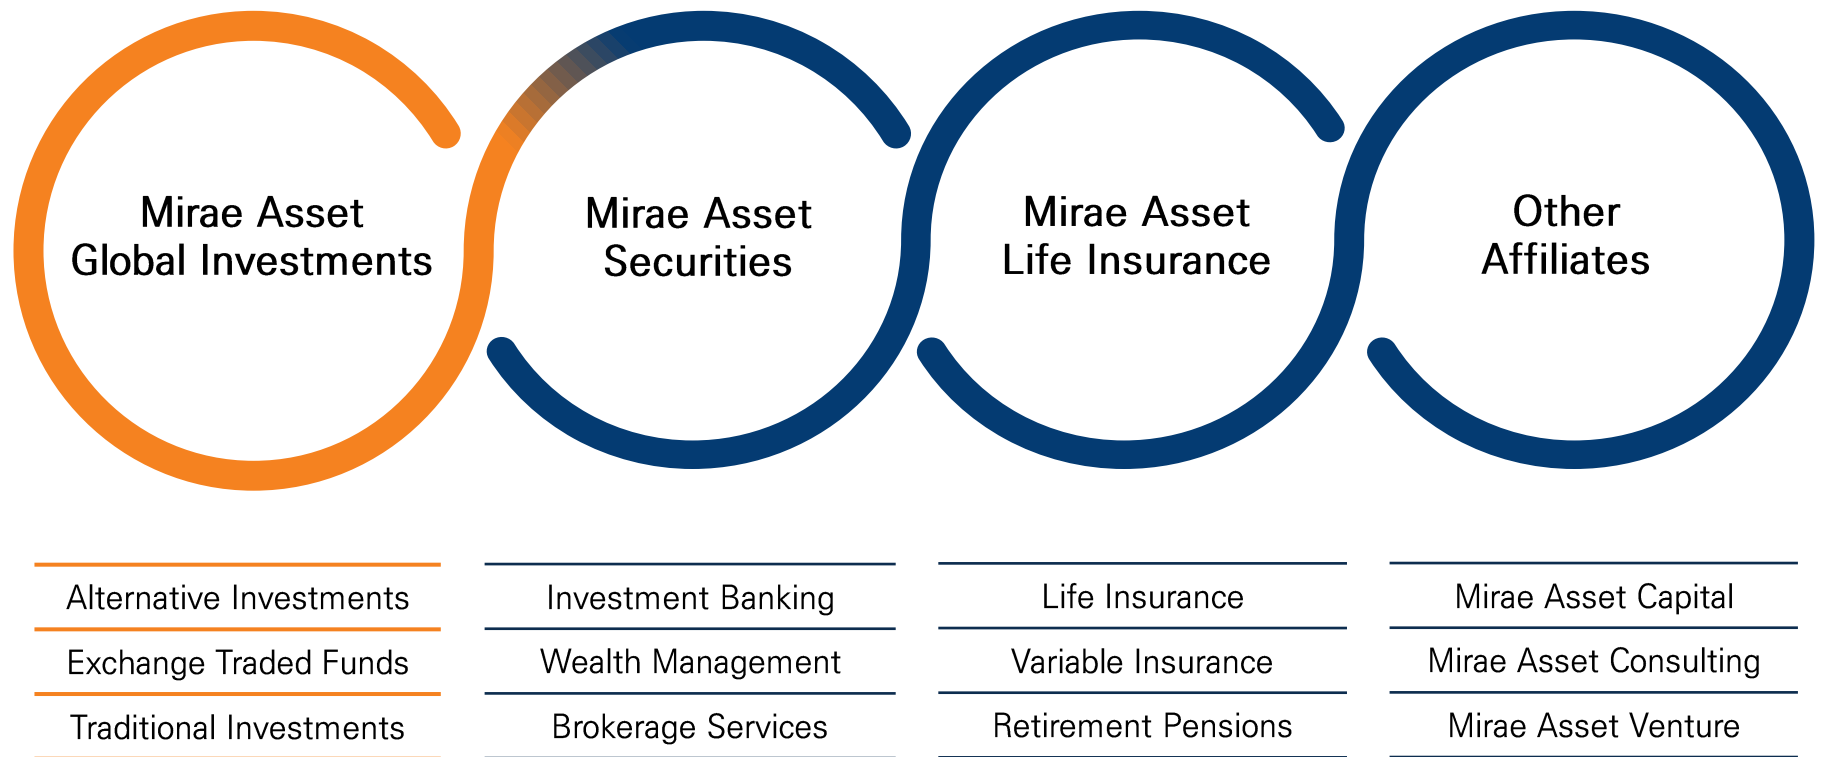 Mirae Asset
Global Investments
Mirae Asset
Securities
Mirae Asset
Life Insurance
Other
Affiliates
Alternative Investments
Exchange Traded Funds
Traditional Investments
Investment Banking
Wealth Management
Brokerage Services
Life Insurance
Variable Insurance
Retirement Pensions
Mirae Asset Capital
Mirae Asset Consulting
Mirae Asset Venture